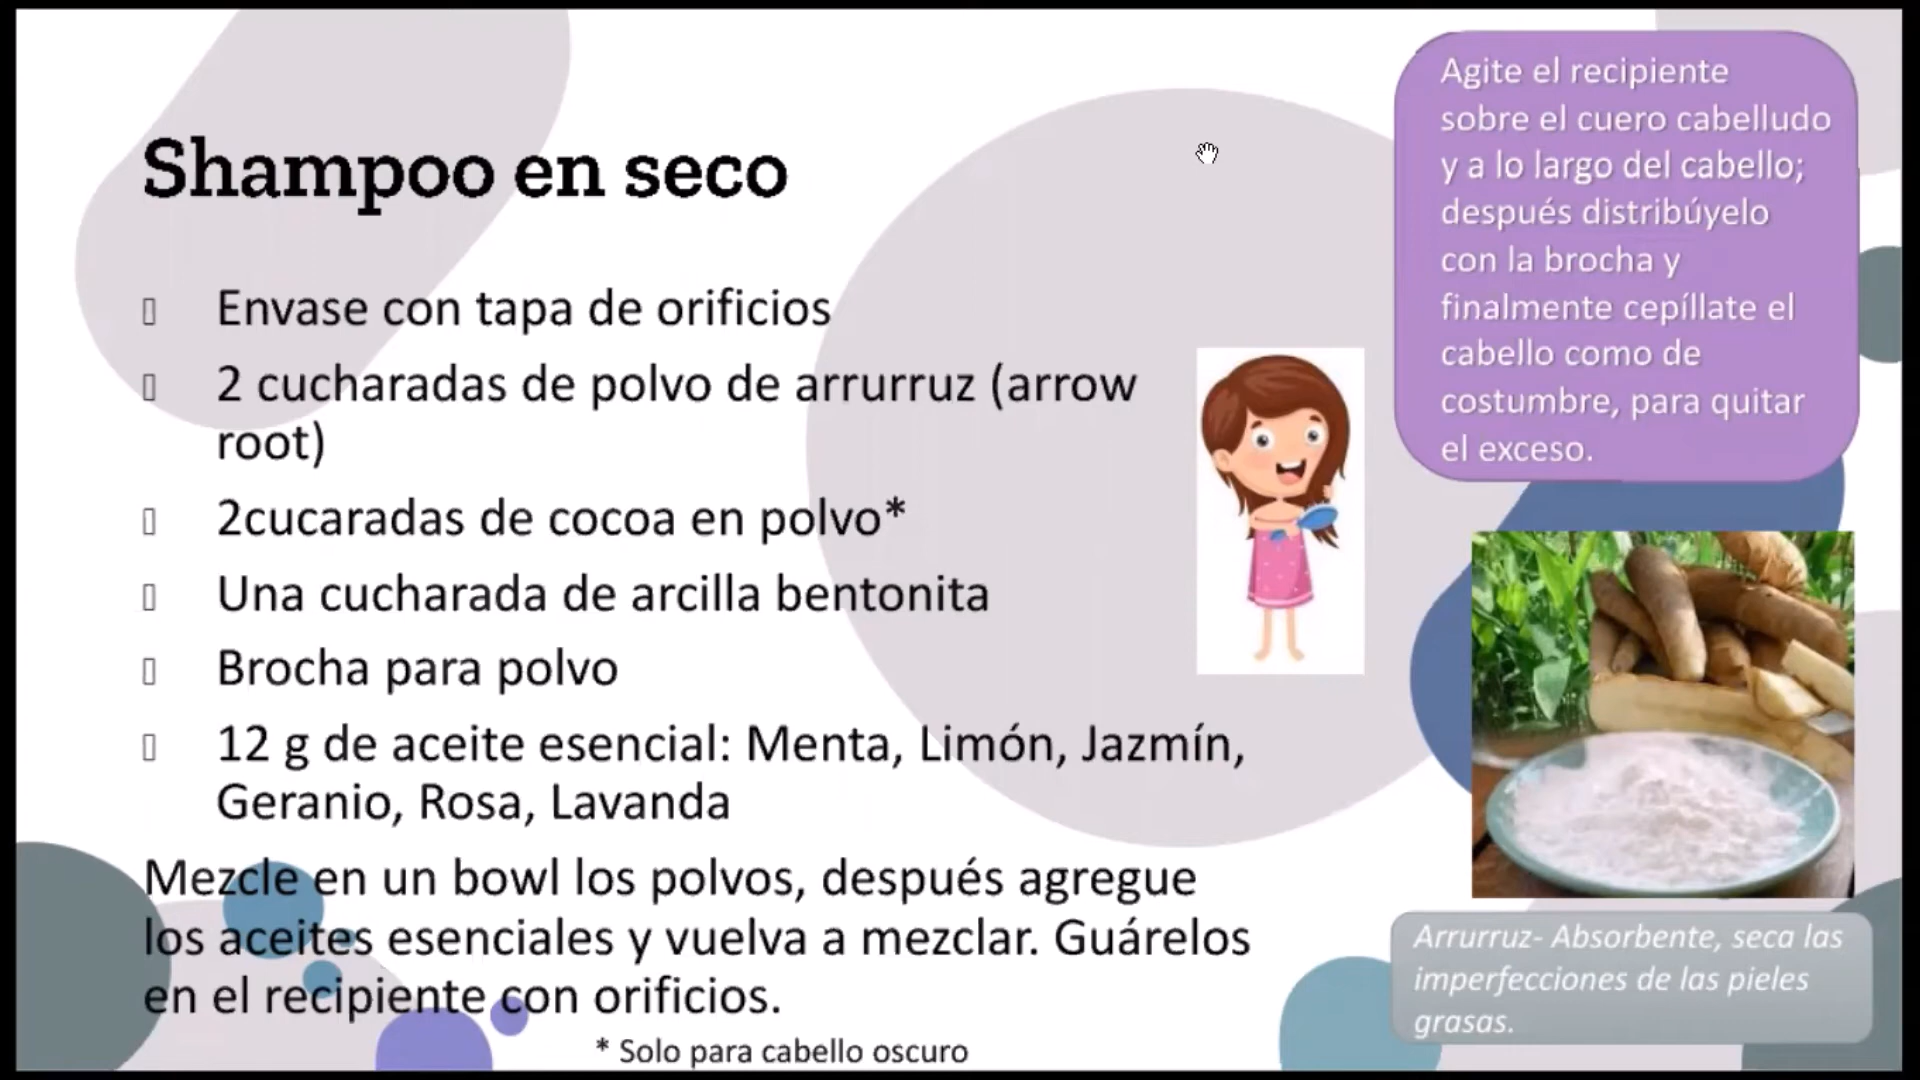 Shampoo en seco
Envase con tapa de orificios
2 cucharadas de polvo de arrurruz (arrow
root)
2cucaradas de cocoa en polvo*
Una cucharada de arcilla bentonita
Brocha para polvo
12 g de aceite esencial: Menta, Limón, Jazmín,
Geranio, Rosa, Lavanda
Mezcle en un bowl los polvos, después agregue
los aceites esenciales y vuelva a mezclar. Guárelos
en el recipiente con orificios.
* Solo para cabello oscuro
Agite el recipiente
sobre el cuero cabelludo
y a lo largo del cabello;
después distribúyelo
con la brocha y
finalmente cepíllate el
cabello como de
costumbre, para quitar
el exceso.
Arrurruz- Absorbente, seca las
imperfecciones de las pieles
grasas.